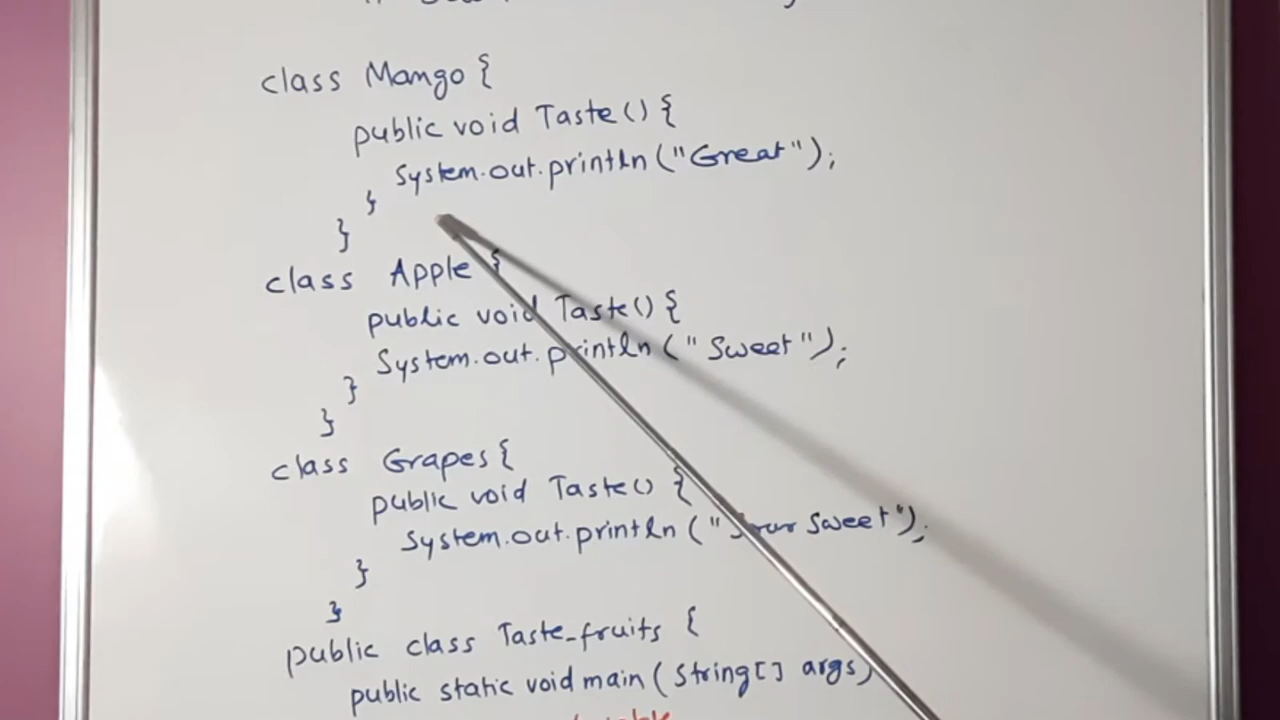 class Mango {
public void Taste () {
System.out.println ("Great");
}
}
class Apple {
public void Taste () {
System.out.println (" Sweet");
}
}
class Grapes {
public void Taste () {
System.out.println (" Sour Sweet");
}
}
public class Taste_fruits {
public static void main ( String [] args)